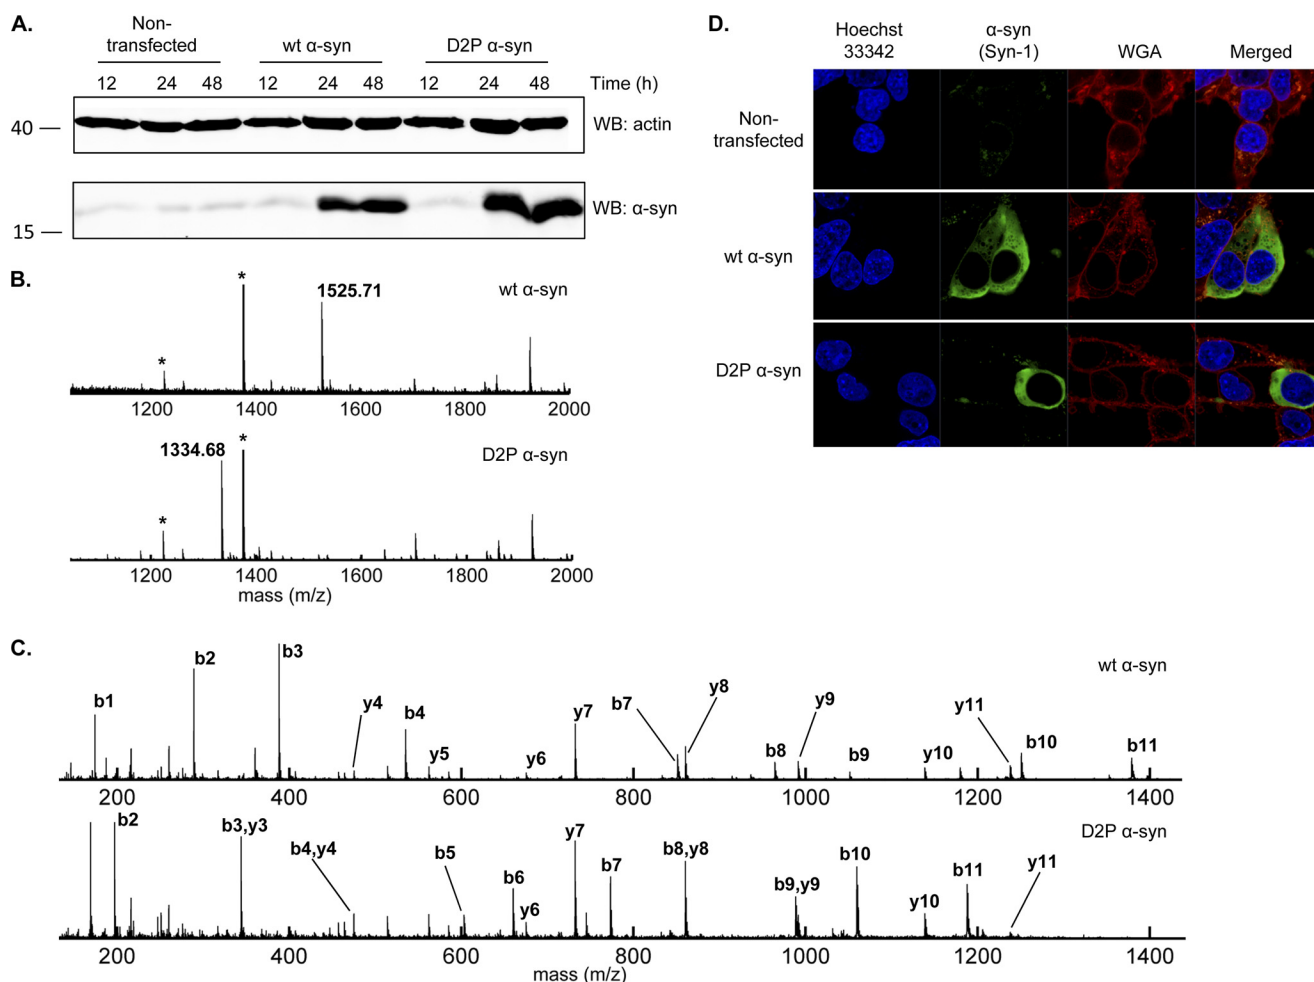 A.
Non-
transfected
wt α-syn
D2P α-syn
12 24 48 12 24 48 12 24 48 Time (h)
40
WB: actin
WB: α-syn
15
B.
*
*
1525.71
wt α-syn
1200 1400 1600 1800 2000
1334.68
*
*
D2P α-syn
1200 1400 1600 1800 2000
mass (m/z)
C.
b1 b2 b3 y4 b4 y5 y6 y7 b7 y8 b8 y9 b9 y10 y11 b10 b11
wt α-syn
200 400 600 800 1000 1200 1400
D2P α-syn
b2 b3,y3 b4,y4 b5 b6 y6 y7 b7 b8,y8 b9,y9 b10 y10 b11 y11
200 400 600 800 1000 1200 1400
mass (m/z)
D.
Hoechst
33342
α-syn
(Syn-1)
WGA
Merged
Non-
transfected
wt α-syn
D2P α-syn